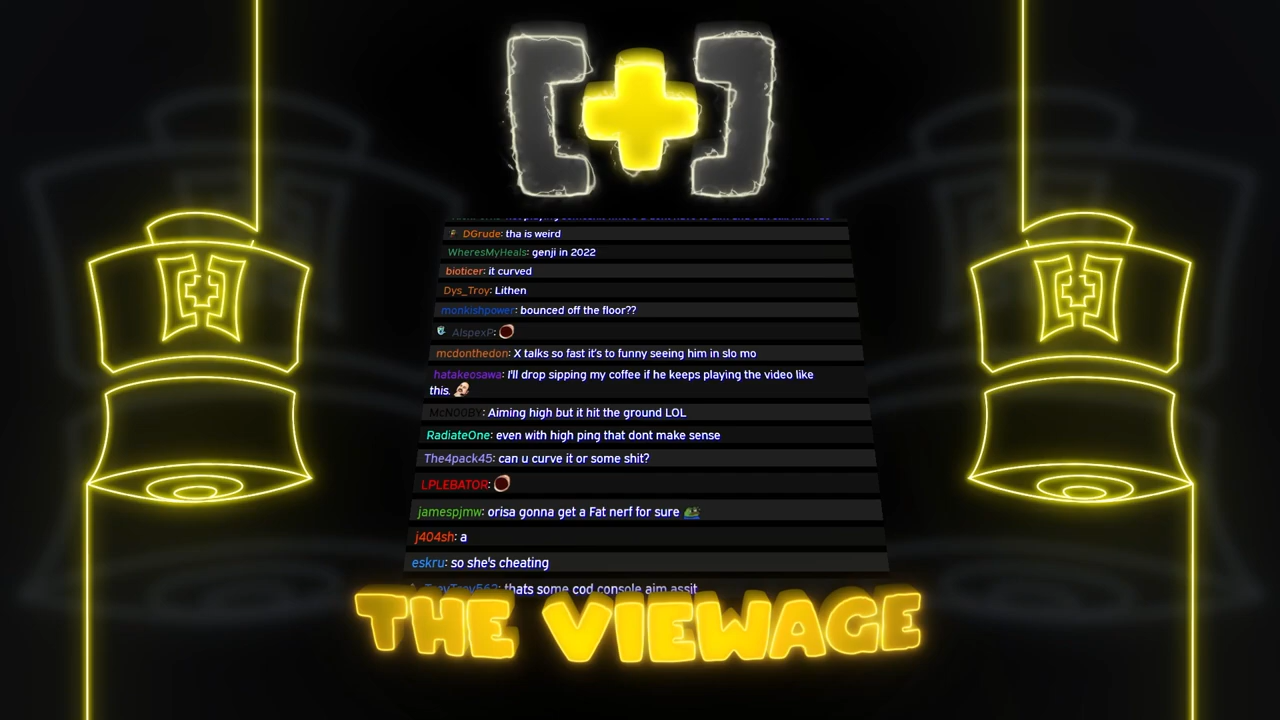 DGrude: tha is weird
WheresMyHeals: genji in 2022
bioticer: it curved
Dys_Troy: Lithen
monkishpower: bounced off the floor??
AlspexP:
mcdonthedon: X talks so fast it's to funny seeing him in slo mo
hatakeosawa: I'll drop sipping my coffee if he keeps playing the video like
this.
McN00BY: Aiming high but it hit the ground LOL
RadiateOne: even with high ping that dont make sense
The4pack45: can u curve it or some shit?
LPLEBATOR:
jamespjmw: orisa gonna get a Fat nerf for sure
j404sh: a
eskru: so she's cheating
thats some cod console aim assit
THE VIEWAGE